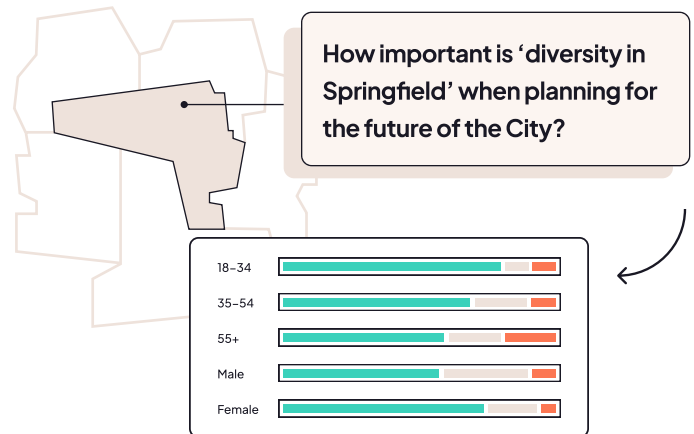 How important is ‘diversity in
Springfield’ when planning for
the future of the City?
18–34
35–54
55+
Male
Female